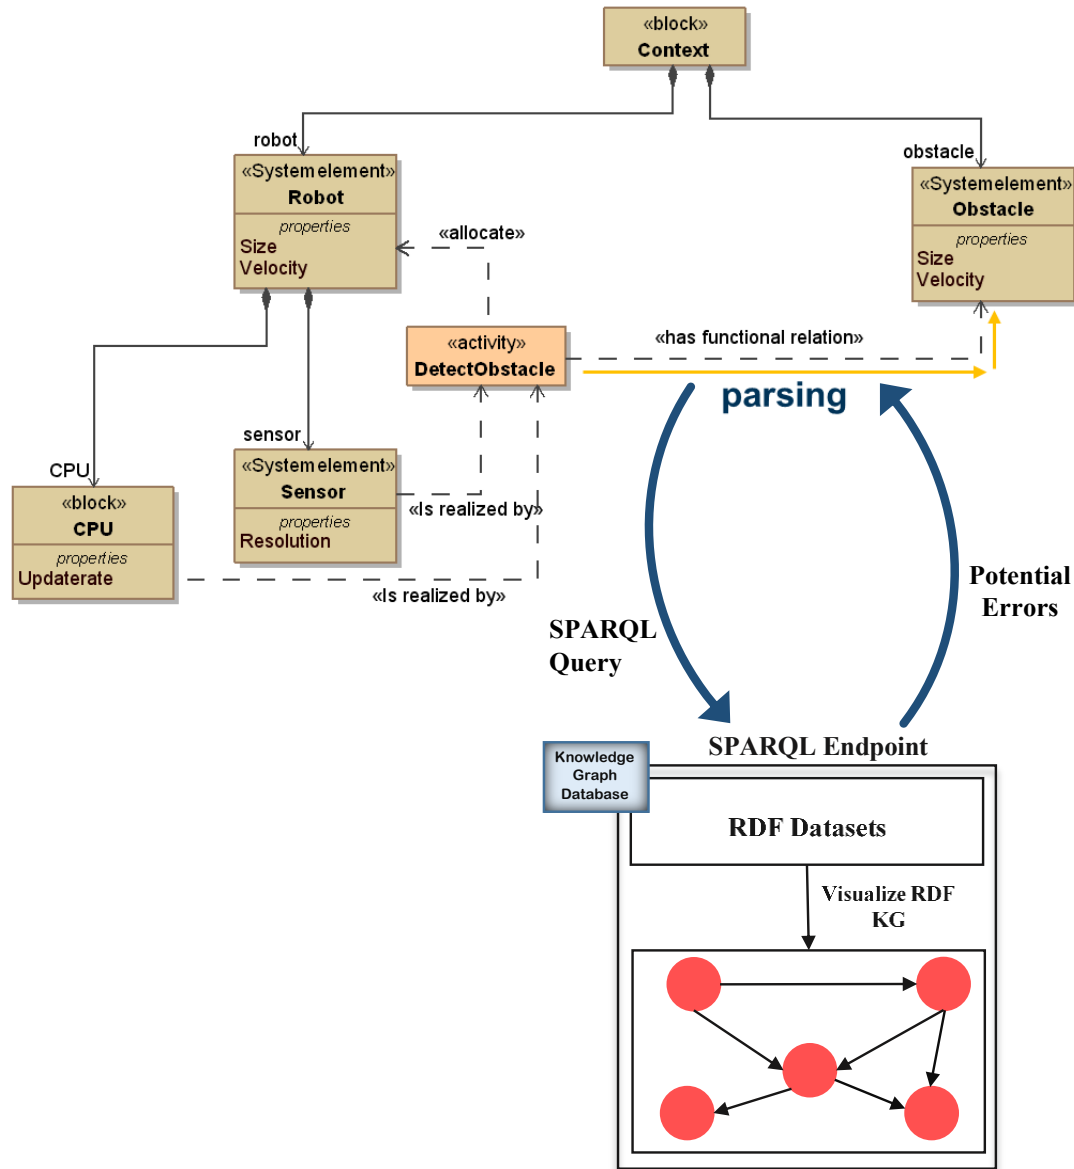 «block»
Context
robot
obstacle
«Systemelement»
Robot
properties
Size
Velocity
«Systemelement»
Obstacle
properties
Size
Velocity
«allocate»
«activity»
DetectObstacle
«has functional relation»
parsing
sensor
CPU
«Systemelement»
Sensor
properties
Resolution
«block»
CPU
properties
Updaterate
«Is realized by»
«Is realized by»
SPARQL
Query
Potential
Errors
SPARQL Endpoint
Knowledge
Graph
Database
RDF Datasets
Visualize RDF
KG